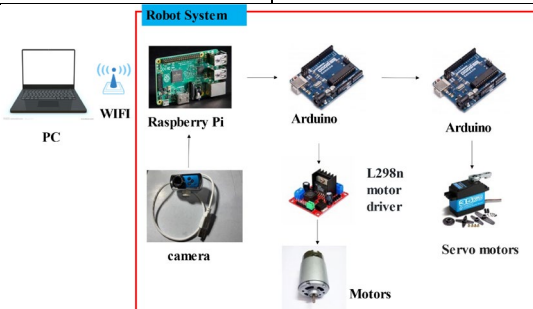 Robot System
PC
WIFI
Raspberry Pi
Arduino
Arduino
camera
L298n
motor
driver
Servo motors
Motors